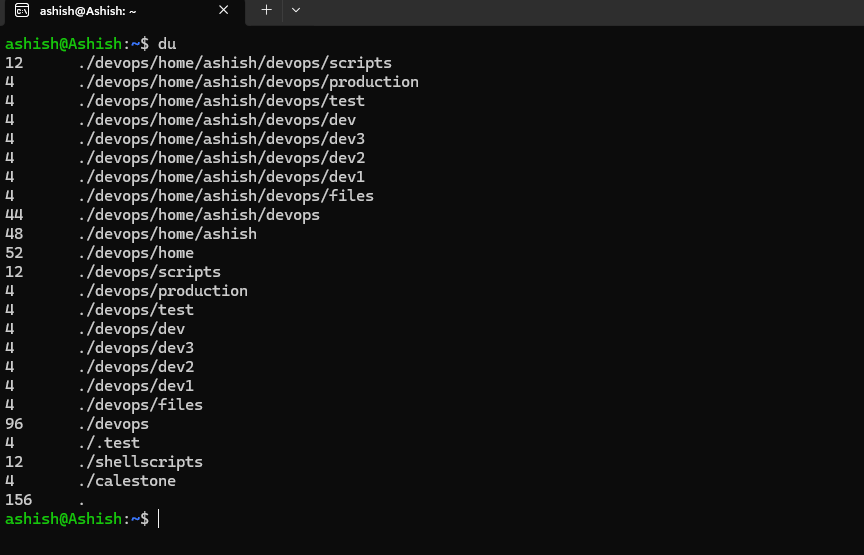 ashish@Ashish: ~
ashish@Ashish:~$ du
12 ./devops/home/ashish/devops/scripts
4 ./devops/home/ashish/devops/production
4 ./devops/home/ashish/devops/test
4 ./devops/home/ashish/devops/dev
4 ./devops/home/ashish/devops/dev3
4 ./devops/home/ashish/devops/dev2
4 ./devops/home/ashish/devops/dev1
4 ./devops/home/ashish/devops/files
44 ./devops/home/ashish/devops
48 ./devops/home/ashish
52 ./devops/home
12 ./devops/scripts
4 ./devops/production
4 ./devops/test
4 ./devops/dev
4 ./devops/dev3
4 ./devops/dev2
4 ./devops/dev1
4 ./devops/files
96 ./devops
4 ./.test
12 ./shellscripts
4 ./calestone
156 .
ashish@Ashish:~$